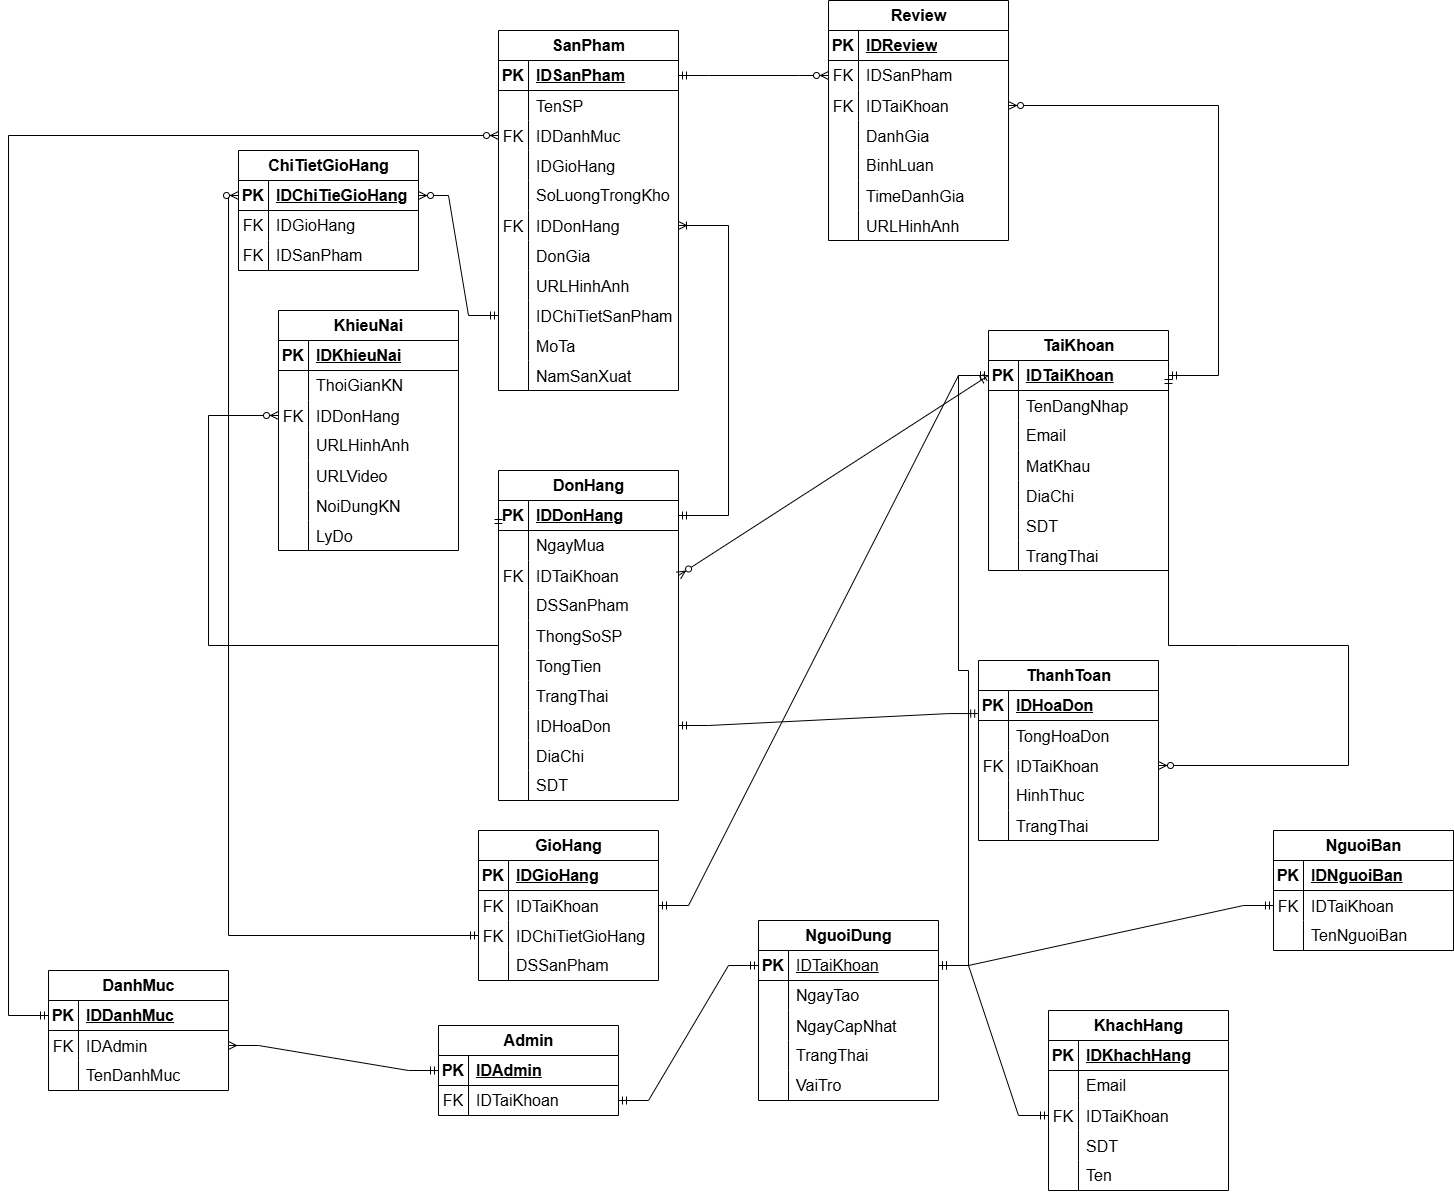 Review
PK IDReview
FK IDSanPham
FK IDTaiKhoan
DanhGia
BinhLuan
TimeDanhGia
URLHinhAnh
SanPham
PK IDSanPham
TenSP
FK IDDanhMuc
IDGioHang
SoLuongTrongKho
FK IDDonHang
DonGia
URLHinhAnh
IDChiTietSanPham
MoTa
NamSanXuat
ChiTietGioHang
PK IDChiTieGioHang
FK IDGioHang
FK IDSanPham
KhieuNai
PK IDKhieuNai
ThoiGianKN
FK IDDonHang
URLHinhAnh
URLVideo
NoiDungKN
LyDo
TaiKhoan
PK IDTaiKhoan
TenDangNhap
Email
MatKhau
DiaChi
SDT
TrangThai
DonHang
PK IDDonHang
NgayMua
FK IDTaiKhoan
DSSanPham
ThongSoSP
TongTien
TrangThai
IDHoaDon
DiaChi
SDT
ThanhToan
PK IDHoaDon
TongHoaDon
FK IDTaiKhoan
HinhThuc
TrangThai
GioHang
PK IDGioHang
FK IDTaiKhoan
FK IDChiTietGioHang
DSSanPham
NguoiBan
PK IDNguoiBan
FK IDTaiKhoan
TenNguoiBan
NguoiDung
PK IDTaiKhoan
NgayTao
NgayCapNhat
TrangThai
VaiTro
DanhMuc
PK IDDanhMuc
FK IDAdmin
TenDanhMuc
Admin
PK IDAdmin
FK IDTaiKhoan
KhachHang
PK IDKhachHang
Email
FK IDTaiKhoan
SDT
Ten